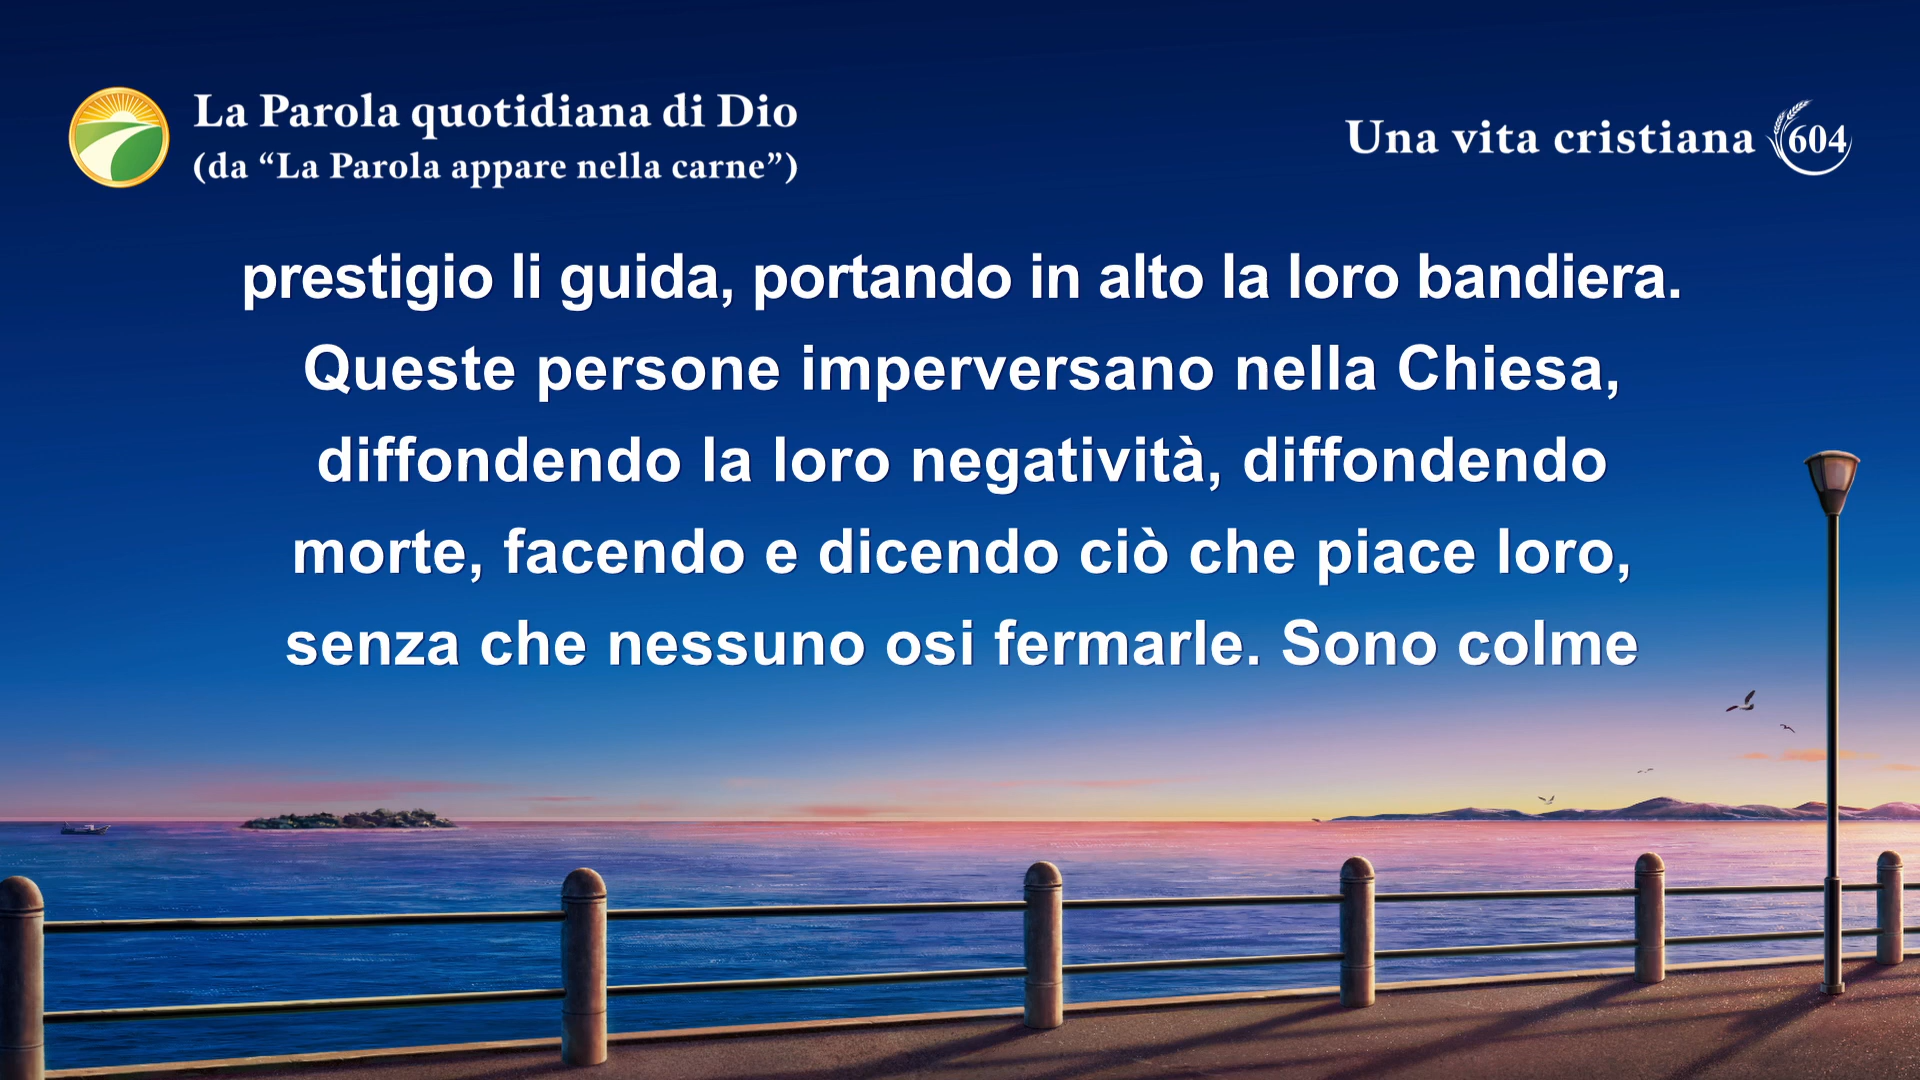 La Parola quotidiana di Dio
(da “La Parola appare nella carne”)
Una vita cristiana 604
prestigio li guida, portando in alto la loro bandiera.
Queste persone imperversano nella Chiesa,
diffondendo la loro negatività, diffondendo
morte, facendo e dicendo ciò che piace loro,
senza che nessuno osi fermarle. Sono colme